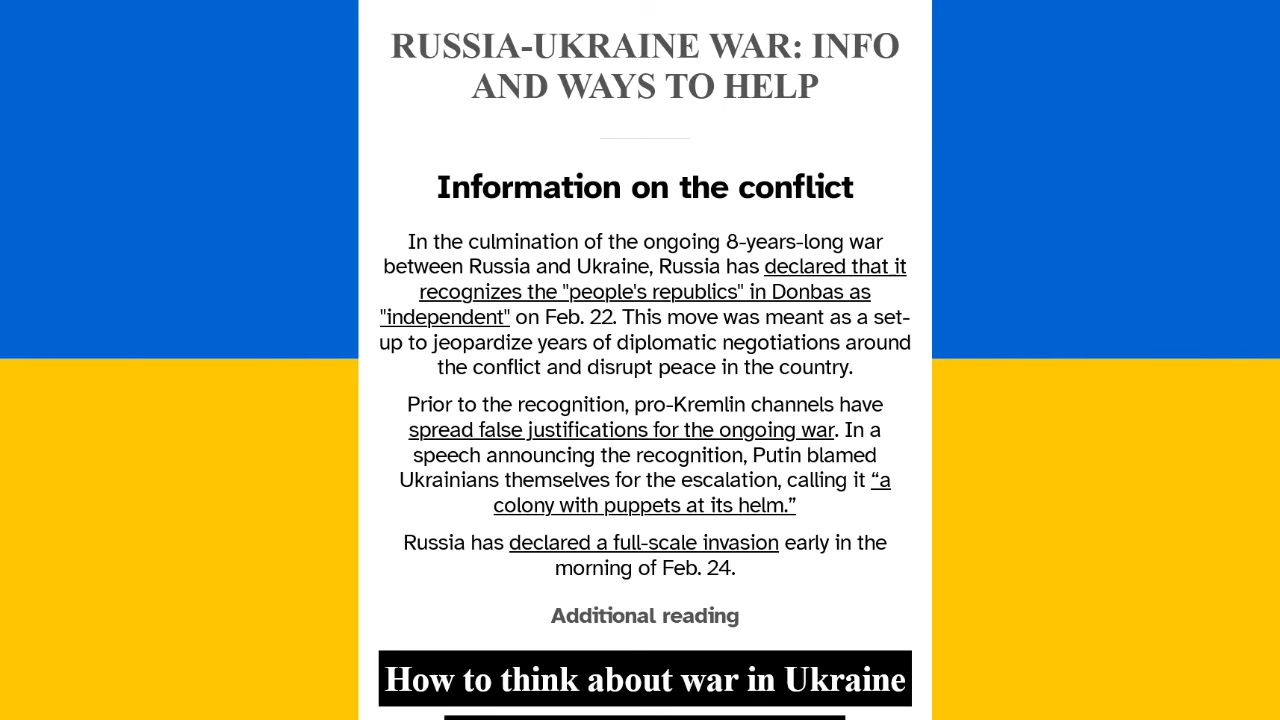 RUSSIA-UKRAINE WAR: INFO
AND WAYS TO HELP
Information on the conflict
In the culmination of the ongoing 8-years-long war
between Russia and Ukraine, Russia has declared that it
recognizes the "people's republics" in Donbas as
"independent" on Feb. 22. This move was meant as a set-
up to jeopardize years of diplomatic negotiations around
the conflict and disrupt peace in the country.
Prior to the recognition, pro-Kremlin channels have
spread false justifications for the ongoing war. In a
speech announcing the recognition, Putin blamed
Ukrainians themselves for the escalation, calling it “a
colony with puppets at its helm.”
Russia has declared a full-scale invasion early in the
morning of Feb. 24.
Additional reading
How to think about war in Ukraine